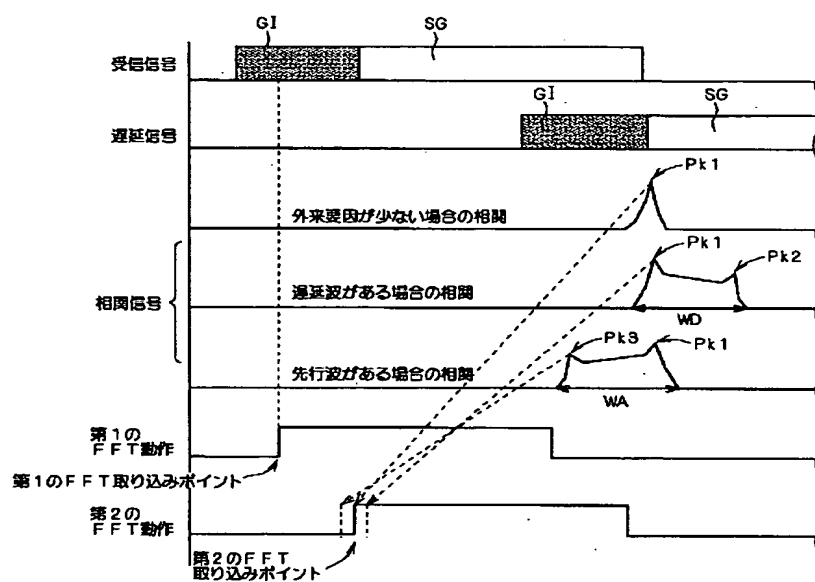 GI
SG
受信信号
GI
SG
遅延信号
Pk1
外来要因が少ない場合の相関
Pk1
Pk2
相関信号
遅延波がある場合の相関
WD
Pk3
Pk1
先行波がある場合の相関
WA
第1の
FFT動作
第1のFFT取り込みポイント
第2の
FFT動作
第2のFFT
取り込みポイント